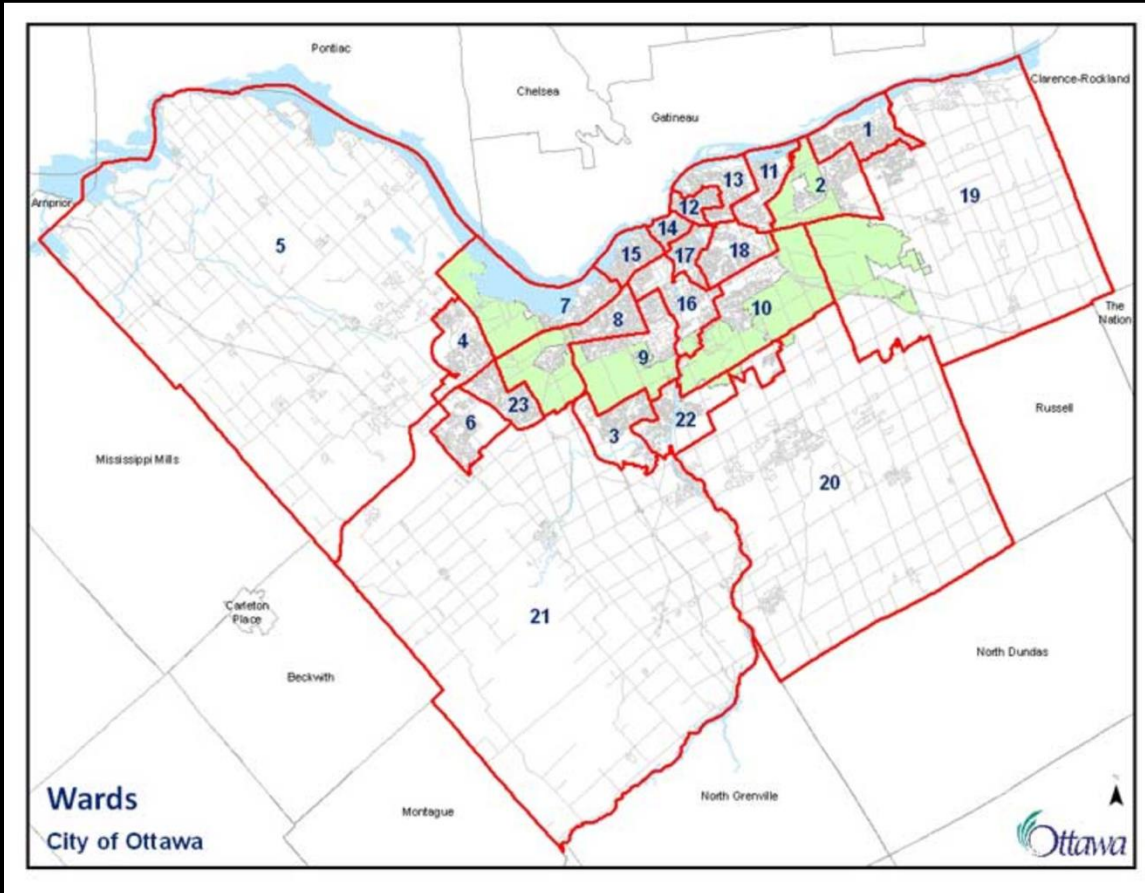 Pontiac
Chelsea
Clarence-Rockland
Gatineau
1
13
11
2
19
12
Arnprior
14
5
15
17
18
7
16
10
8
The
Nation
4
9
23
6
3
22
Russell
Mississippi Mills
20
Carleton
Place
21
North Dundas
Beckwith
Wards
North Grenville
Montague
City of Ottawa
Ottawa